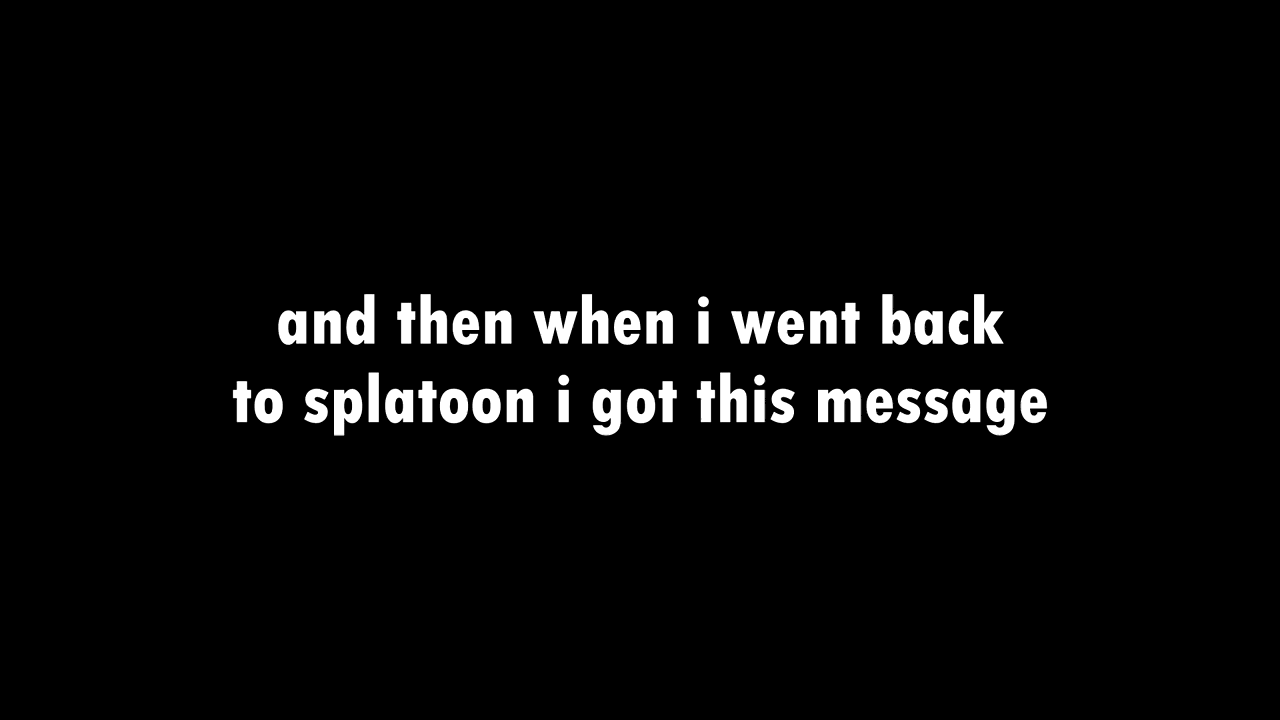 and then when i went back
to splatoon i got this message